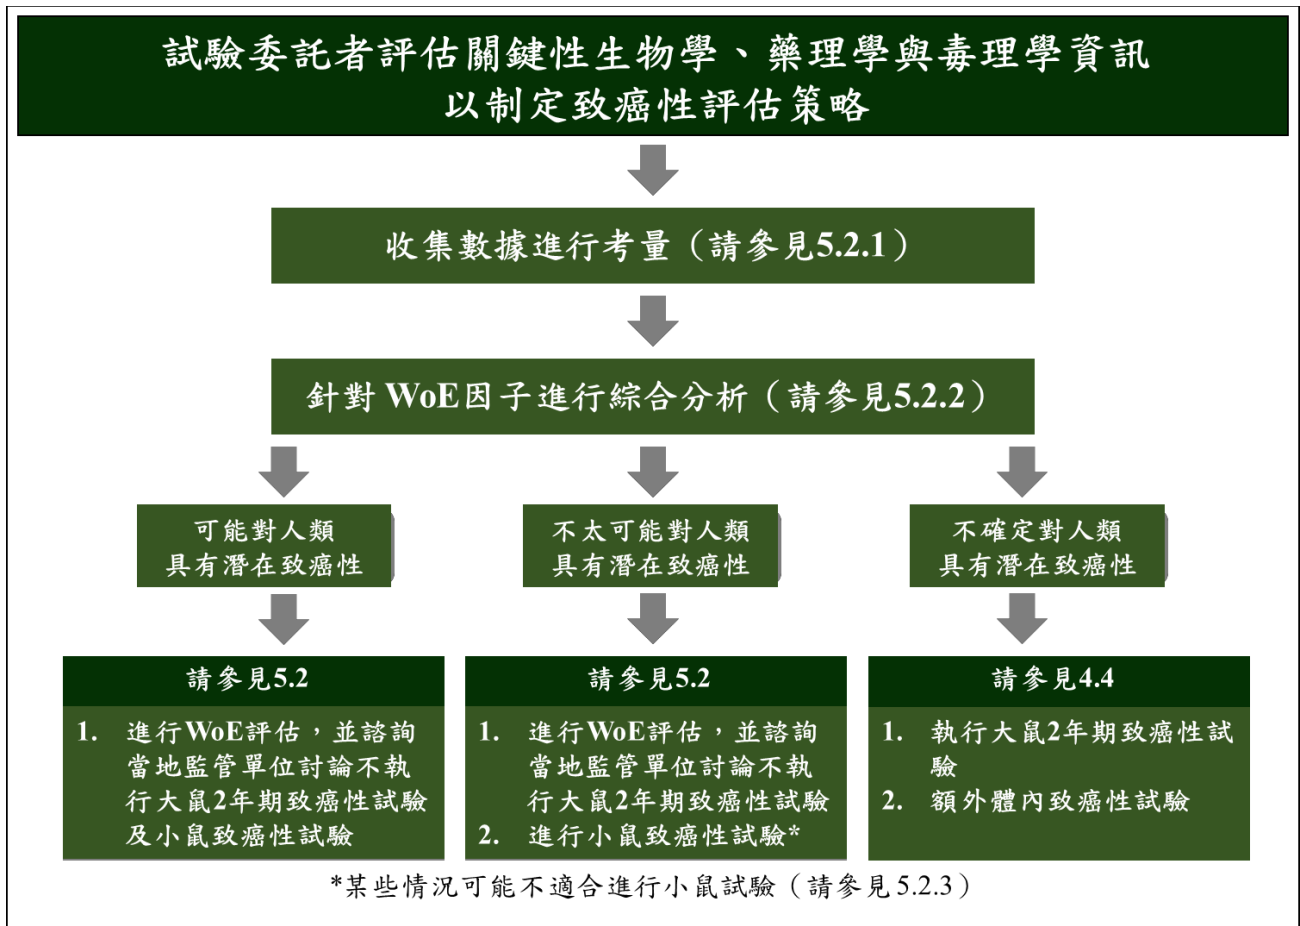 試驗委託者評估關鍵性生物學、藥理學與毒理學資訊
以制定致癌性評估策略
收集數據進行考量（請參見5.2.1）
針對WoE因子進行綜合分析（請參見5.2.2）
可能對人類
具有潛在致癌性
不太可能對人類
具有潛在致癌性
不確定對人類
具有潛在致癌性
請參見5.2
1. 進行WoE評估，並諮詢
當地監管單位討論不執
行大鼠2年期致癌性試驗
及小鼠致癌性試驗
請參見5.2
1. 進行WoE評估，並諮詢
當地監管單位討論不執
行大鼠2年期致癌性試驗
2. 進行小鼠致癌性試驗*
請參見4.4
1. 執行大鼠2年期致癌性試
驗
2. 額外體內致癌性試驗
*某些情況可能不適合進行小鼠試驗（請參見5.2.3）